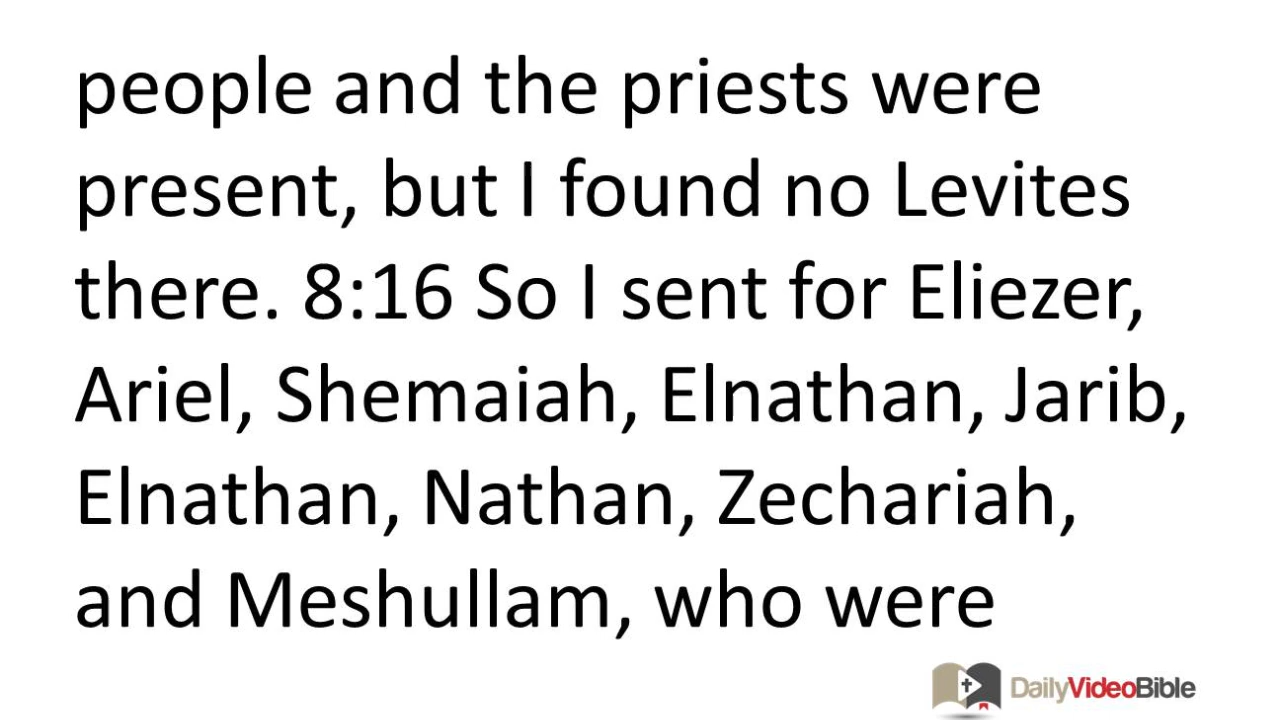 people and the priests were
present, but I found no Levites
there. 8:16 So I sent for Eliezer,
Ariel, Shemaiah, Elnathan, Jarib,
Elnathan, Nathan, Zechariah,
and Meshullam, who were
DailyVideoBible